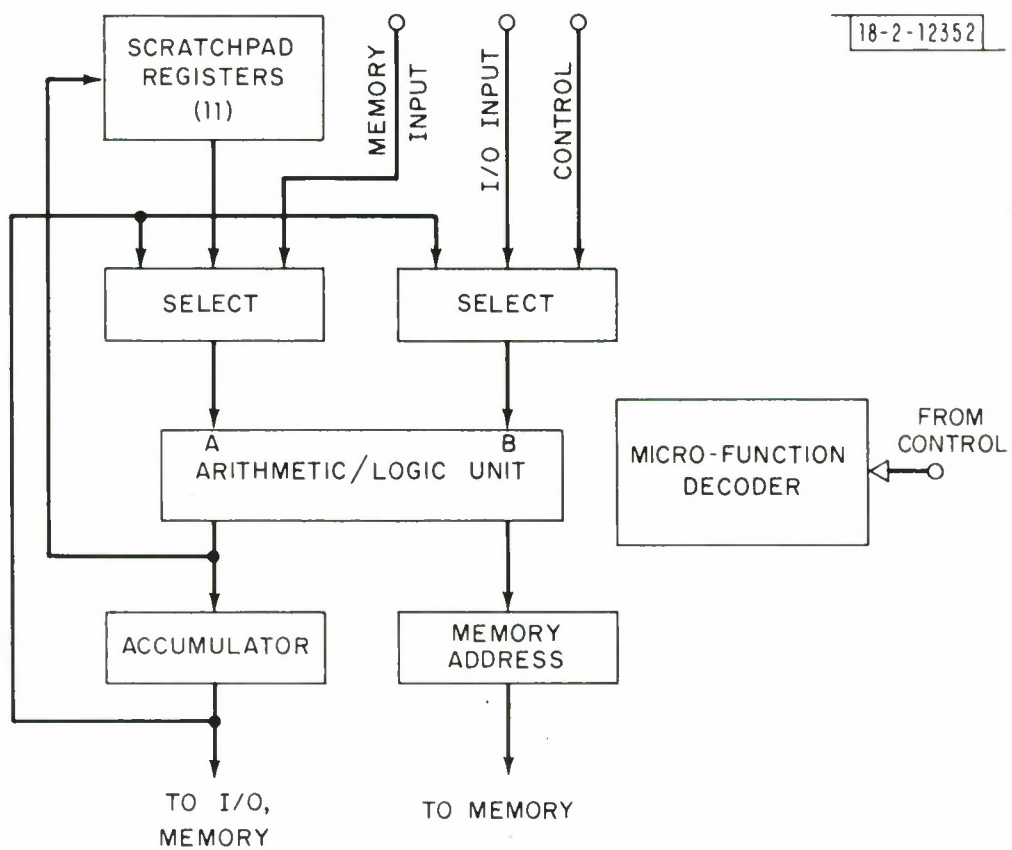 18-2-12352
SCRATCHPAD
REGISTERS
(11)
MEMORY
INPUT
I/O INPUT
CONTROL
SELECT
SELECT
A
B
ARITHMETIC/LOGIC UNIT
MICRO-FUNCTION
DECODER
FROM
CONTROL
ACCUMULATOR
MEMORY
ADDRESS
TO I/O,
MEMORY
TO MEMORY